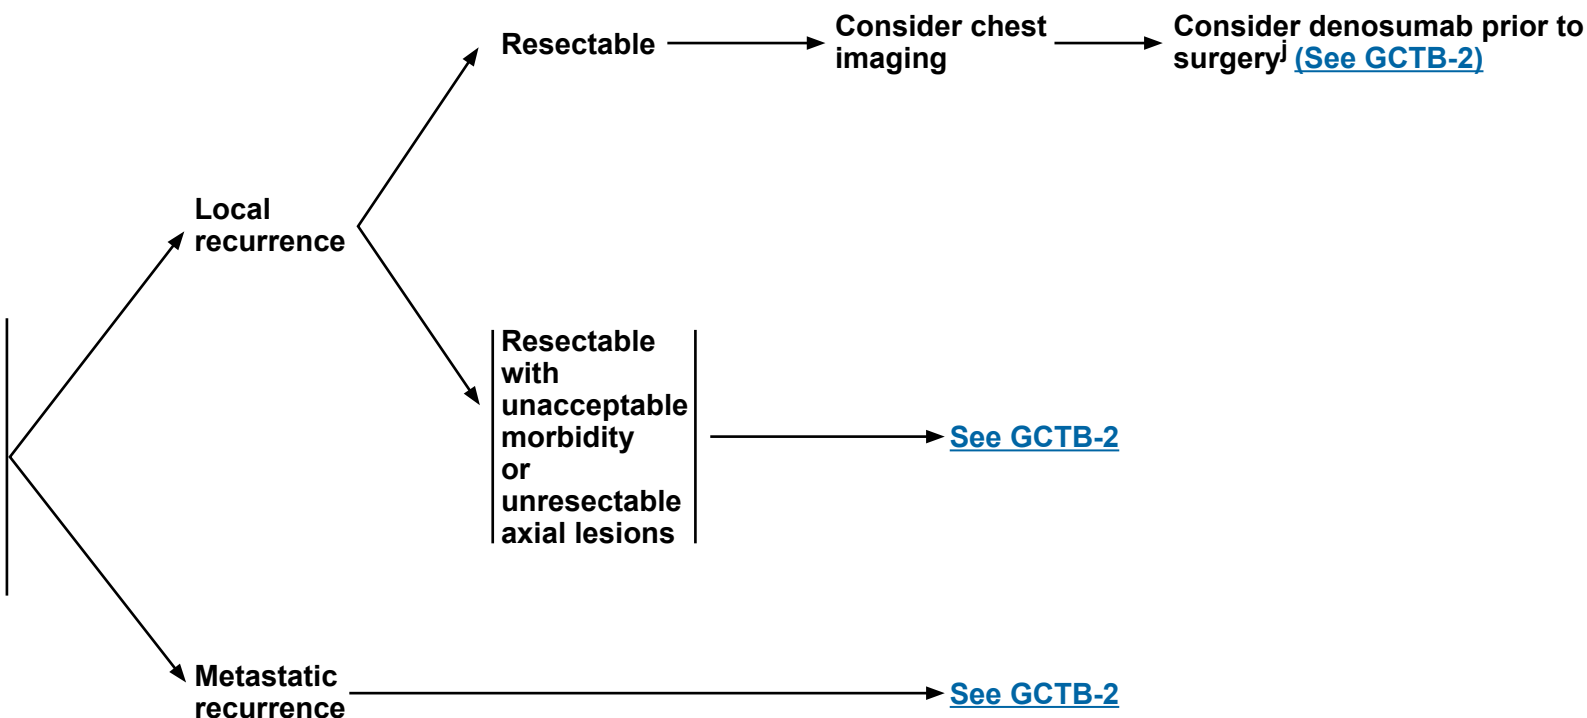 Resectable
Consider chest
imaging
Consider denosumab prior to
surgeryj (See GCTB-2)
Local
recurrence
Resectable
with
unacceptable
morbidity
or
unresectable
axial lesions
See GCTB-2
Metastatic
recurrence
See GCTB-2